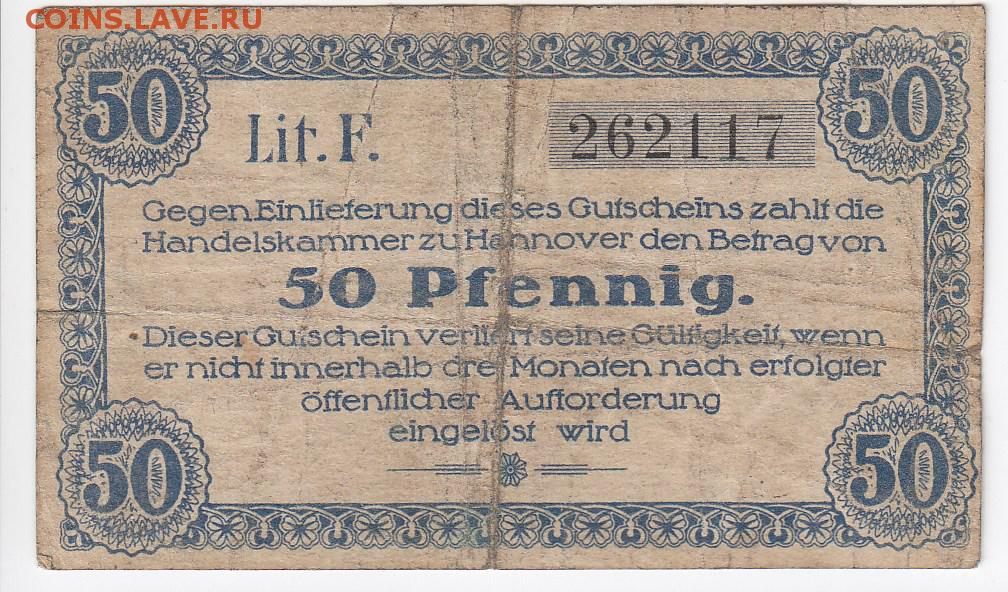 COINS.LAVE.RU
50
50
Lit. F.
262117
Gegen Einlieferung dieses Gutscheins zahlt die
Handelskammer zu Hannover den Betrag von
50 Pfennig.
Dieser Gutschein verliert seine Gültigkeit, wenn
er nicht innerhalb drei Monaten nach erfolgter
öffentlicher Aufforderung
eingelöst wird
50
50